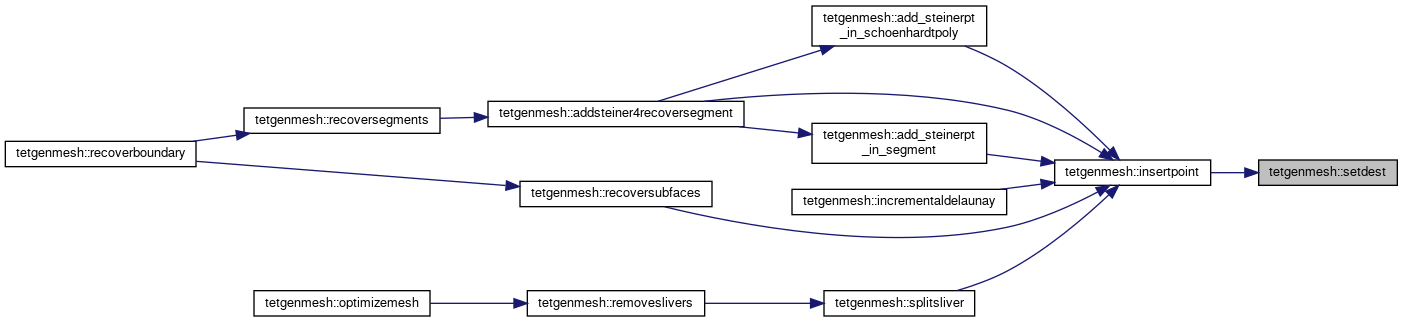 tetgenmesh::add_steinerpt
_in_schoenhardtpoly
tetgenmesh::addsteiner4recoversegment
tetgenmesh::recoversegments
tetgenmesh::recoverboundary
tetgenmesh::add_steinerpt
_in_segment
tetgenmesh::insertpoint
tetgenmesh::setdest
tetgenmesh::recoversubfaces
tetgenmesh::incrementaldelaunay
tetgenmesh::optimizemesh
tetgenmesh::removeslivers
tetgenmesh::splitsliver